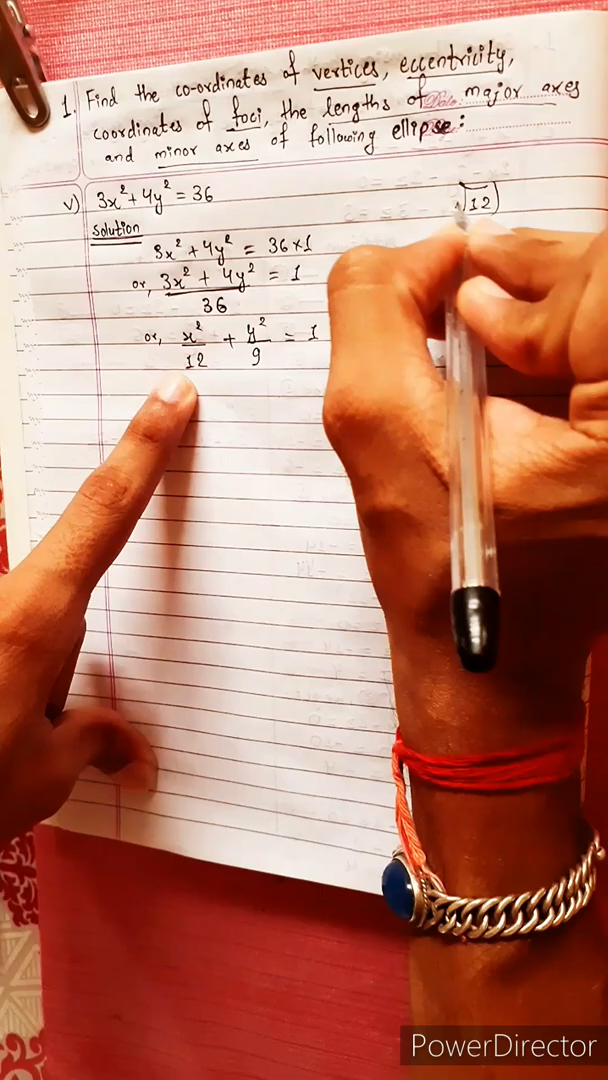 1. Find the co-ordinates of vertices, eccentricity,
coordinates of foci, the lengths of major axes
and minor axes of following ellipse:
v) 3x² + 4y² = 36
√12
Solution
3x² + 4y² = 36×1
or, 3x² + 4y² / 36 = 1
or, x²/12 + y²/9 = 1
PowerDirector